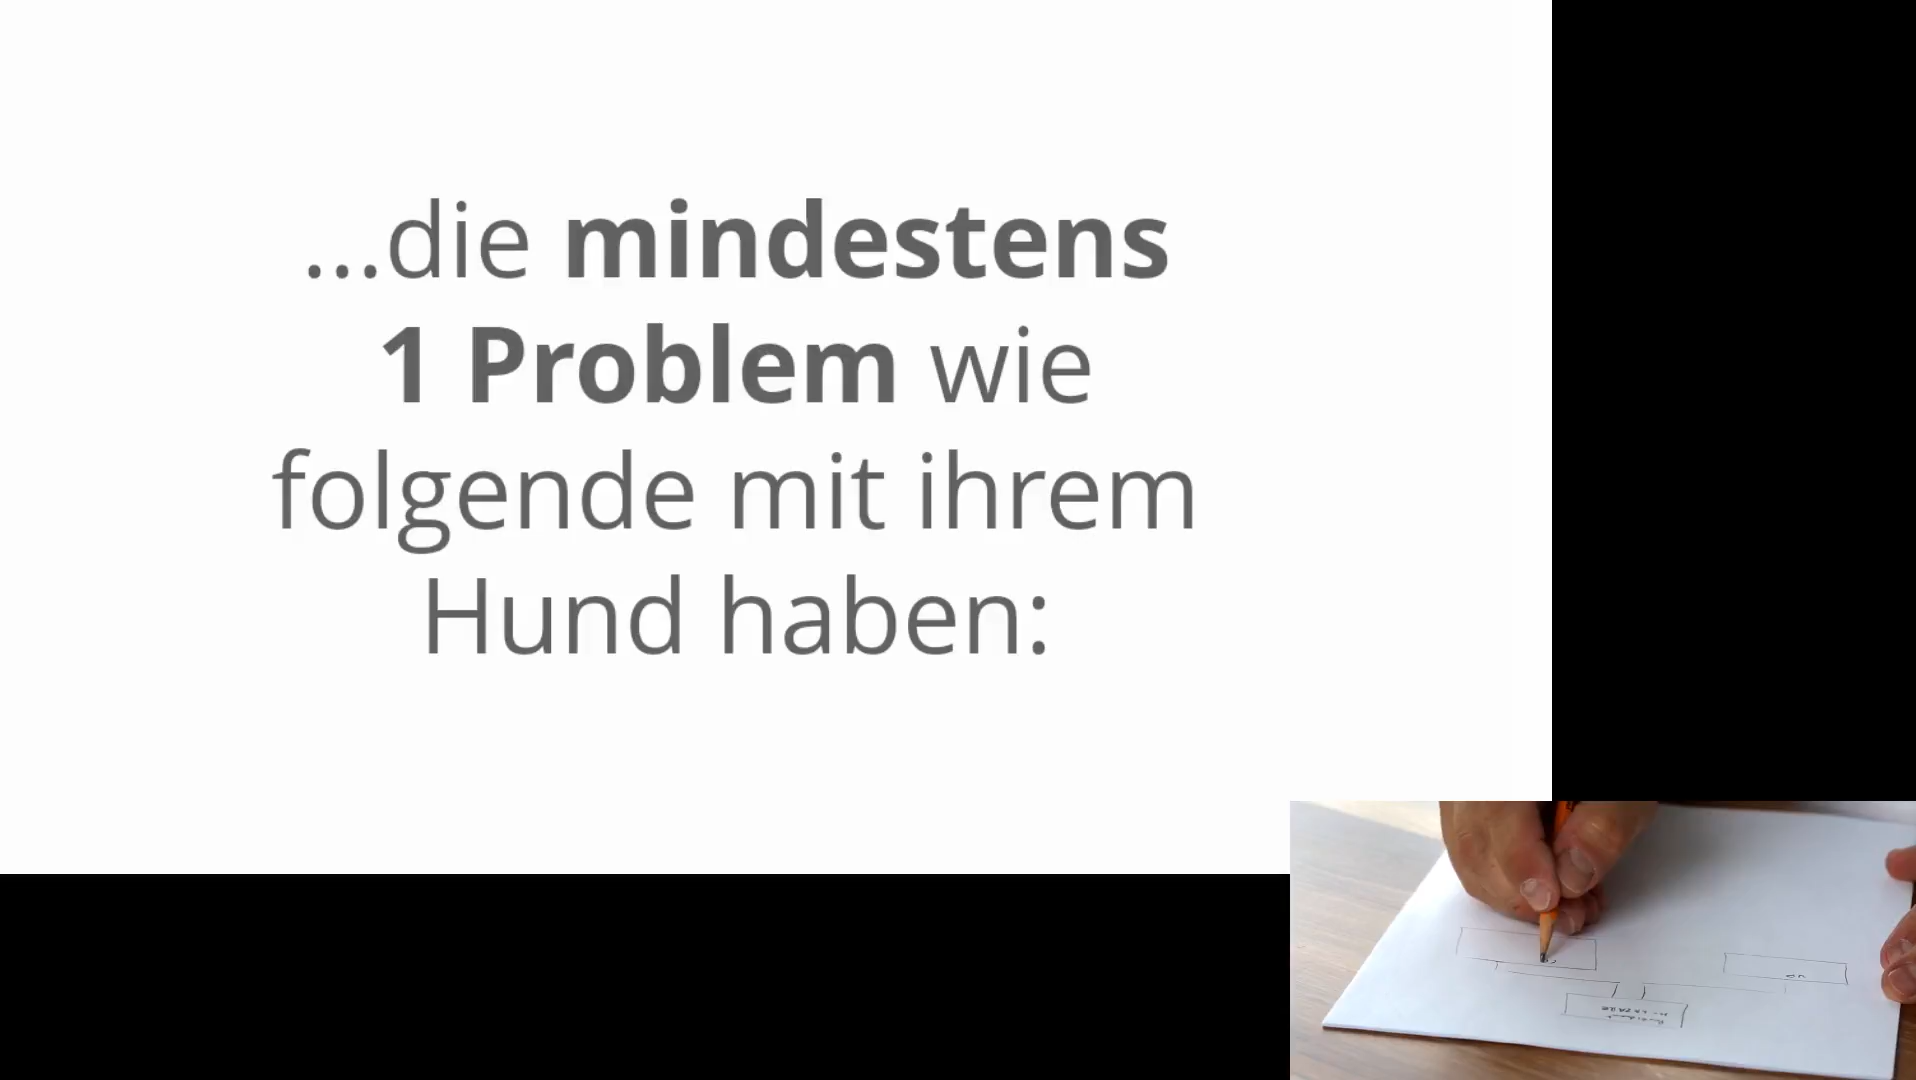 ...die mindestens
1 Problem wie
folgende mit ihrem
Hund haben: